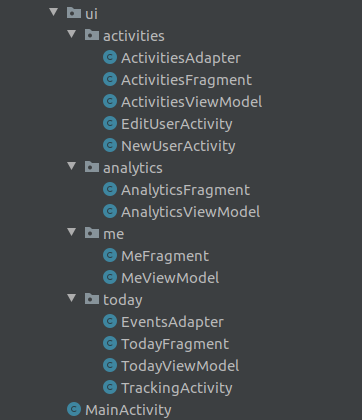 ui
activities
ActivitiesAdapter
ActivitiesFragment
ActivitiesViewModel
EditUserActivity
NewUserActivity
analytics
AnalyticsFragment
AnalyticsViewModel
me
MeFragment
MeViewModel
today
EventsAdapter
TodayFragment
TodayViewModel
TrackingActivity
MainActivity